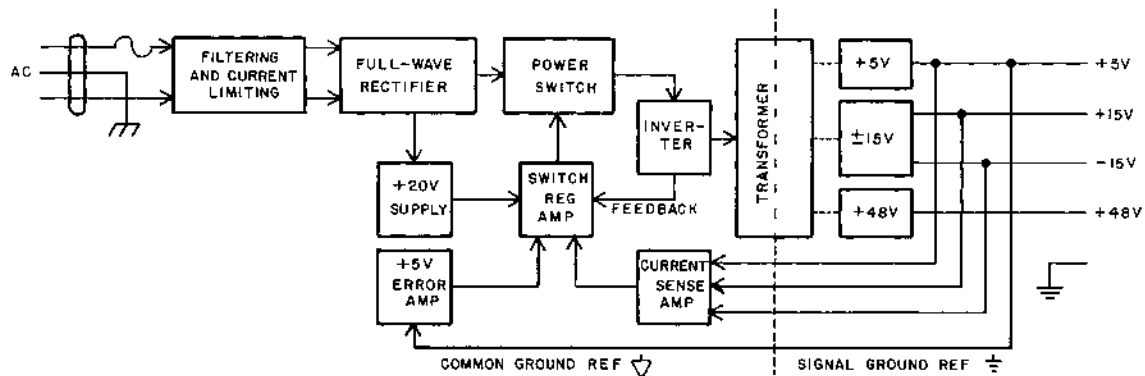 AC
FILTERING
AND CURRENT
LIMITING
FULL-WAVE
RECTIFIER
POWER
SWITCH
INVER-
TER
TRANSFORMER
+5V
±15V
+48V
+5V
+15V
-15V
+48V
+20V
SUPPLY
SWITCH
REG
AMP
FEEDBACK
+5V
ERROR
AMP
CURRENT
SENSE
AMP
COMMON GROUND REF
SIGNAL GROUND REF